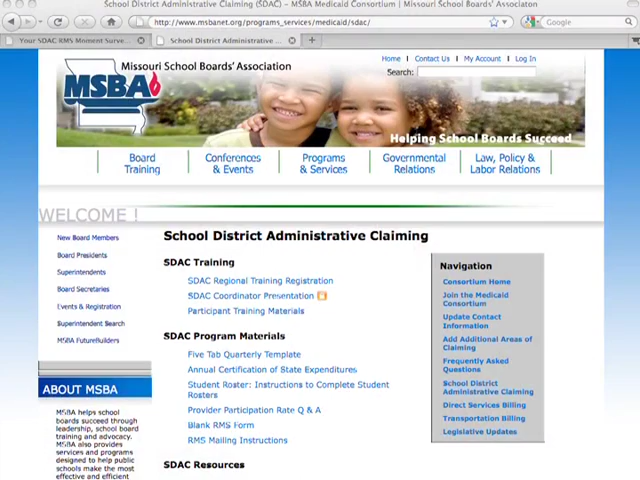 School District Administrative Claiming (SDAC) – MSBA Medicaid Consortium | Missouri School Boards' Associaton
http://www.msbanet.org/programs_services/medicaid/sdac/
Google
Your SDAC RMS Moment Surve...
School District Administrative ...
Missouri School Boards' Association
MSBA
Home | Contact Us | My Account | Log In
Search:
Helping School Boards Succeed
Board Training
Conferences & Events
Programs & Services
Governmental Relations
Law, Policy & Labor Relations
WELCOME !
New Board Members
Board Presidents
Superintendents
Board Secretaries
Events & Registration
Superintendent Search
MSBA FutureBuilders
ABOUT MSBA
MSBA helps school
boards succeed through
leadership, school board
training and advocacy.
MSBA also provides
services and programs
designed to help public
schools make the most
effective and efficient
School District Administrative Claiming
SDAC Training
SDAC Regional Training Registration
SDAC Coordinator Presentation
Participant Training Materials
SDAC Program Materials
Five Tab Quarterly Template
Annual Certification of State Expenditures
Student Roster: Instructions to Complete Student
Rosters
Provider Participation Rate Q & A
Blank RMS Form
RMS Mailing Instructions
SDAC Resources
Navigation
Consortium Home
Join the Medicaid
Consortium
Update Contact
Information
Add Additional Areas of
Claiming
Frequently Asked
Questions
School District
Administrative Claiming
Direct Services Billing
Transportation Billing
Legislative Updates